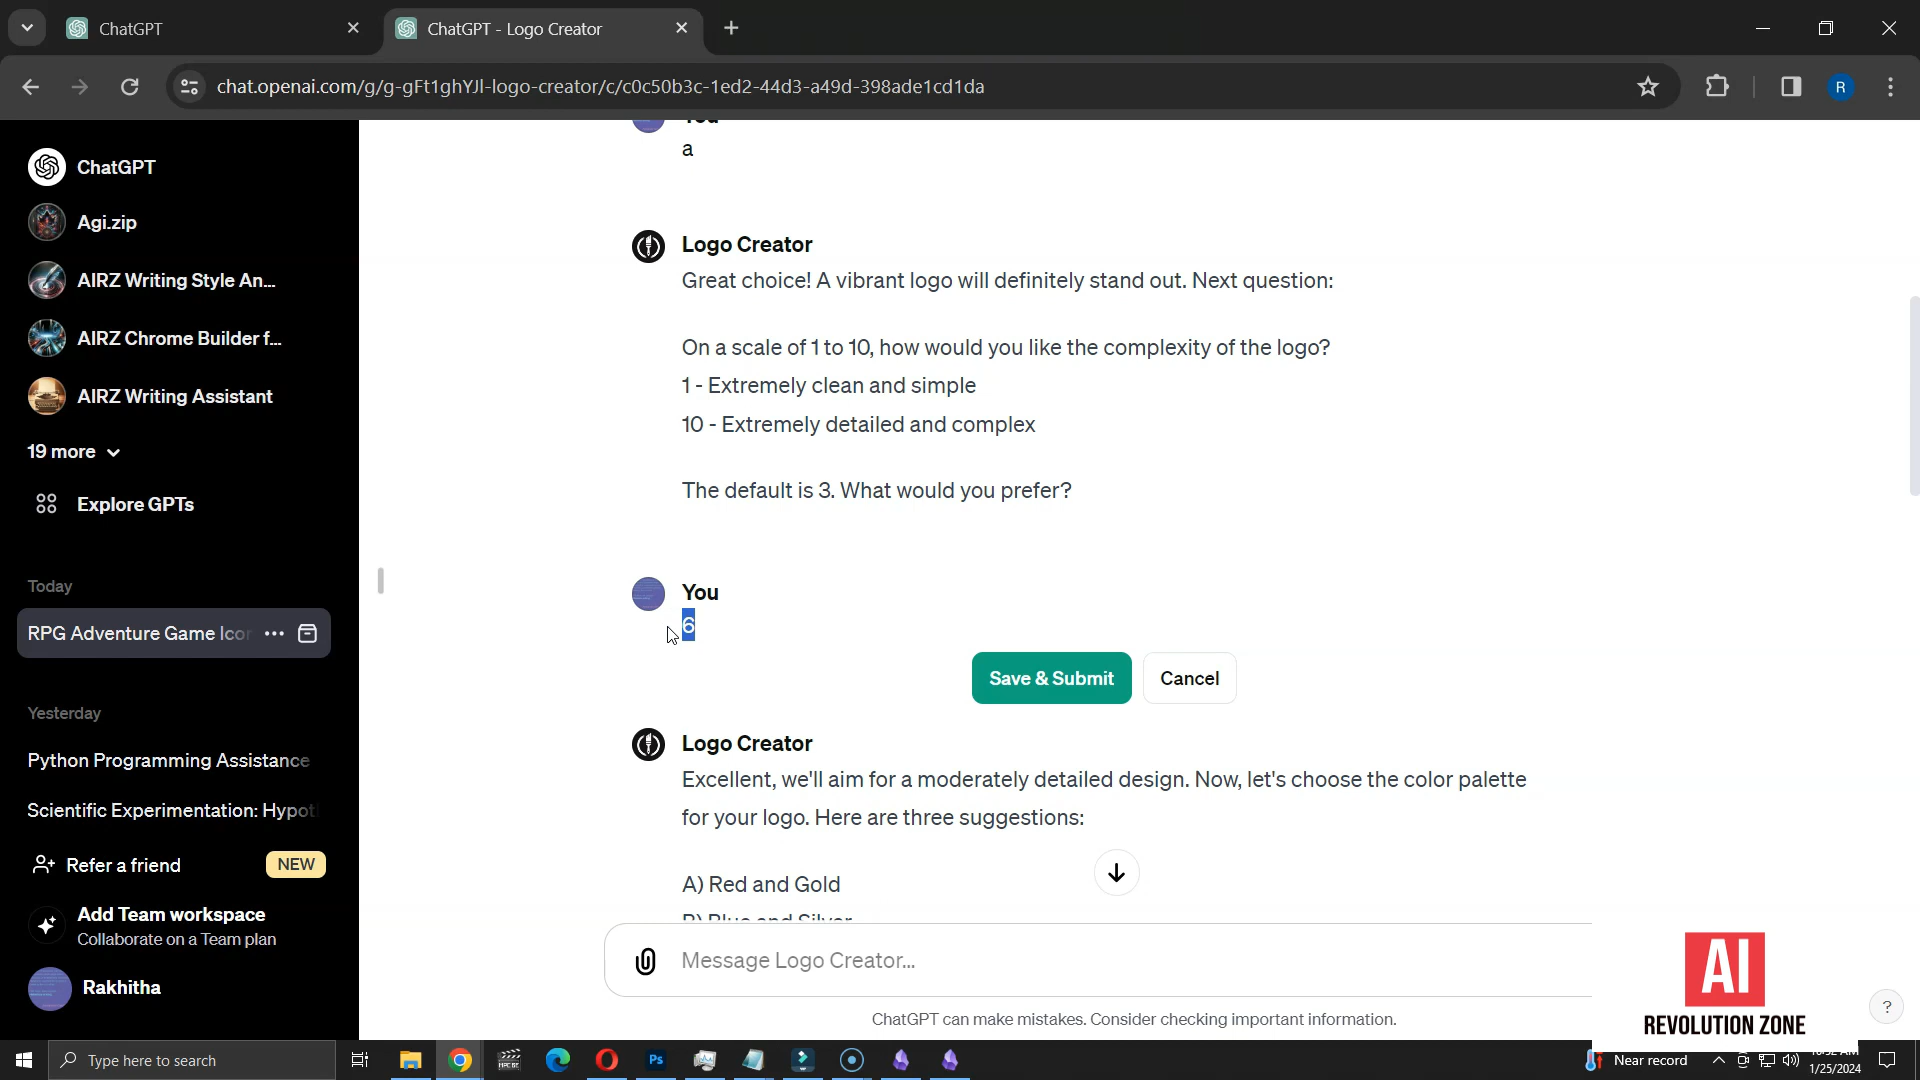 ChatGPT
ChatGPT - Logo Creator
chat.openai.com/g/g-gFt1ghYJl-logo-creator/c/c0c50b3c-1ed2-44d3-a49d-398ade1cd1da
R
ChatGPT
Agi.zip
AIRZ Writing Style An...
AIRZ Chrome Builder f...
AIRZ Writing Assistant
19 more
Explore GPTs
Today
RPG Adventure Game Icon
Yesterday
Python Programming Assistance
Scientific Experimentation: Hypot
Refer a friend
NEW
Add Team workspace
Collaborate on a Team plan
Rakhitha
You
a
Logo Creator
Great choice! A vibrant logo will definitely stand out. Next question:
On a scale of 1 to 10, how would you like the complexity of the logo?
1 - Extremely clean and simple
10 - Extremely detailed and complex
The default is 3. What would you prefer?
You
6
Save & Submit
Cancel
Logo Creator
Excellent, we'll aim for a moderately detailed design. Now, let's choose the color palette
for your logo. Here are three suggestions:
A) Red and Gold
B) Blue and Silver
Message Logo Creator...
ChatGPT can make mistakes. Consider checking important information.
?
AI
REVOLUTION ZONE
Type here to search
Ps
Near record
1/25/2024